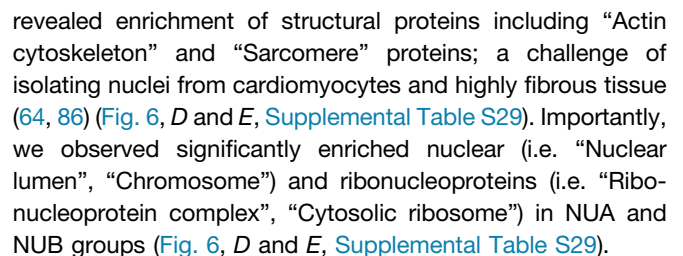 revealed enrichment of structural proteins including “Actin
cytoskeleton” and “Sarcomere” proteins; a challenge of
isolating nuclei from cardiomyocytes and highly fibrous tissue
(64, 86) (Fig. 6, D and E, Supplemental Table S29). Importantly,
we observed significantly enriched nuclear (i.e. “Nuclear
lumen”, “Chromosome”) and ribonucleoproteins (i.e. “Ribo-
nucleoprotein complex”, “Cytosolic ribosome”) in NUA and
NUB groups (Fig. 6, D and E, Supplemental Table S29).